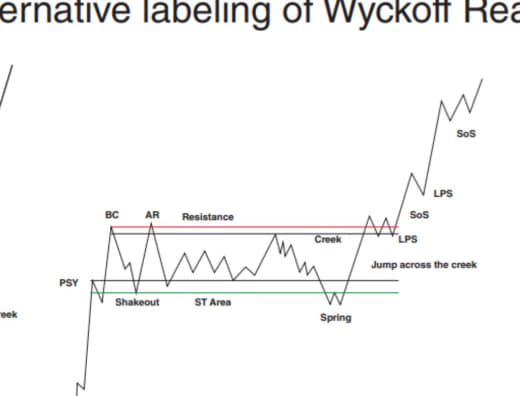 ernative labeling of Wyckoff Rea
BC AR Resistance
SoS
LPS
SoS
Creek LPS
Jump across the creek
PSY
Shakeout ST Area
reek
Spring